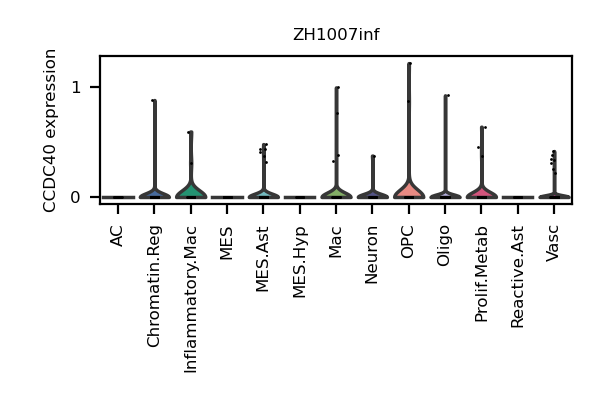 ZH1007inf
CCDC40 expression
1
0
AC
Chromatin.Reg
Inflammatory.Mac
MES
MES.Ast
MES.Hyp
Mac
Neuron
OPC
Oligo
Prolif.Metab
Reactive.Ast
Vasc